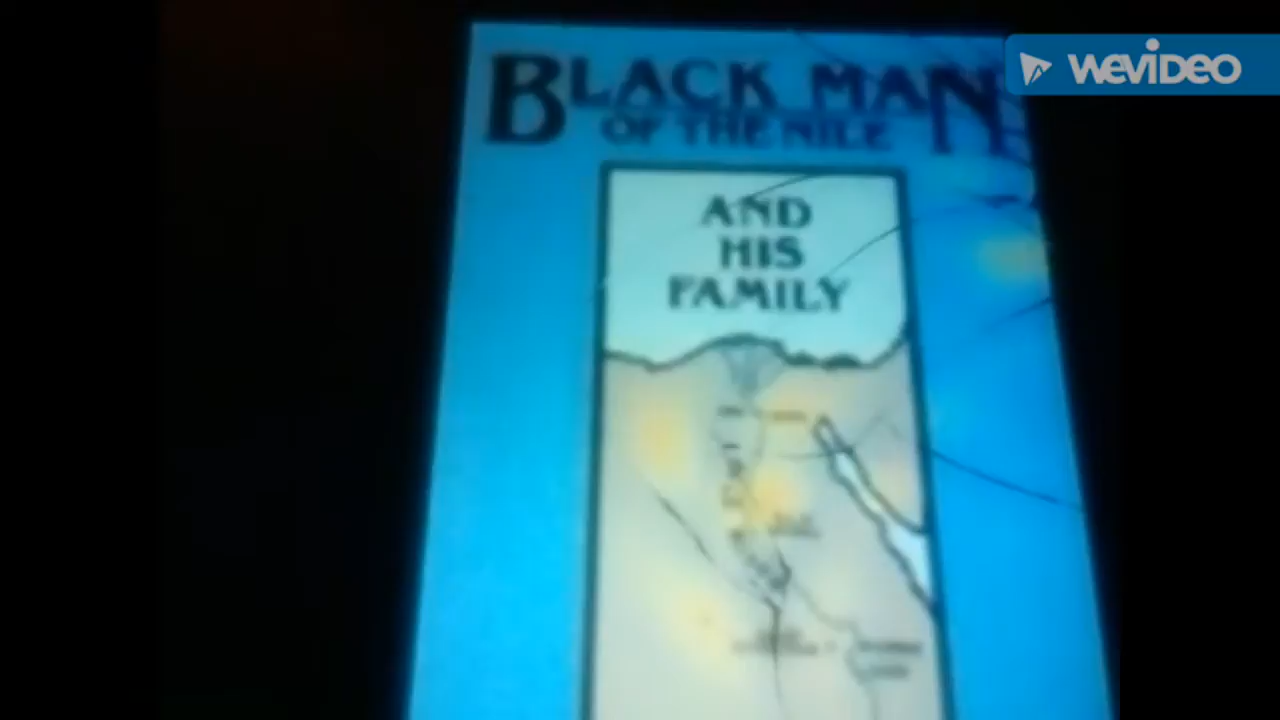 BLACK MAN
OF THE NILE
AND
HIS
FAMILY
WEVIDEO